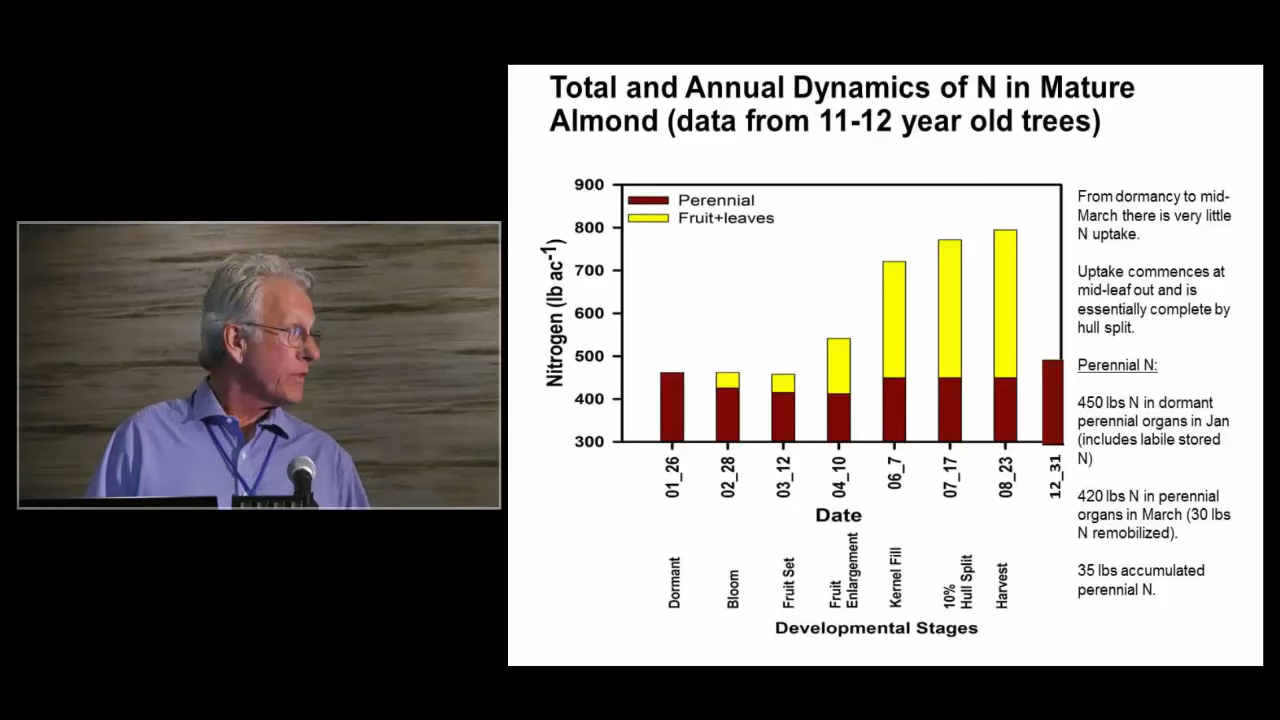 Total and Annual Dynamics of N in Mature
Almond (data from 11-12 year old trees)
900
800
700
600
500
400
300
Nitrogen (lb ac-1)
Perennial
Fruit+leaves
01_26
02_28
03_12
04_10
06_7
07_17
08_23
12_31
Date
Dormant
Bloom
Fruit Set
Fruit
Enlargement
Kernel Fill
10%
Hull Split
Harvest
Developmental Stages
From dormancy to mid-
March there is very little
N uptake.
Uptake commences at
mid-leaf out and is
essentially complete by
hull split.
Perennial N:
450 lbs N in dormant
perennial organs in Jan
(includes labile stored
N)
420 lbs N in perennial
organs in March (30 lbs
N remobilized).
35 lbs accumulated
perennial N.